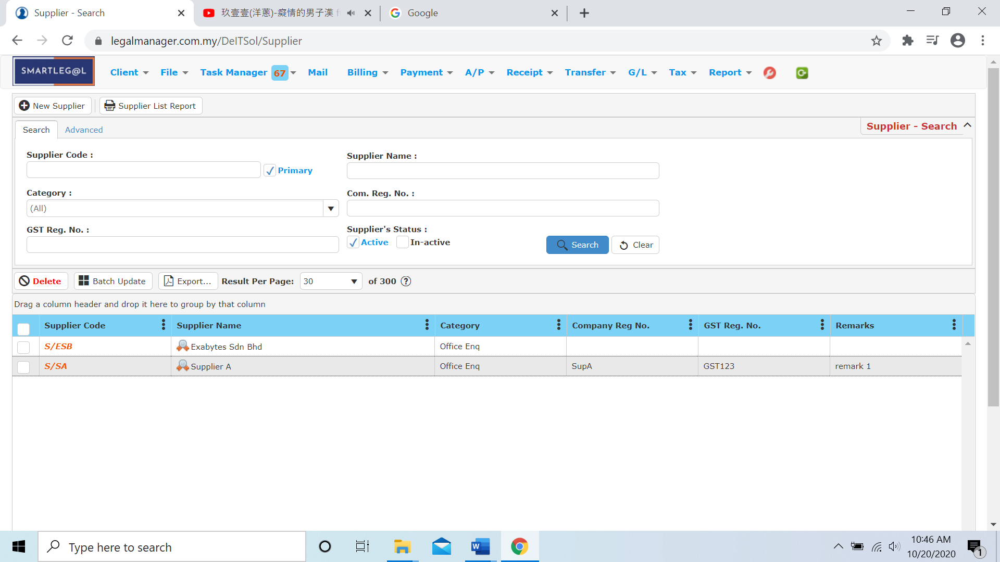 Supplier - Search
玖壹壹(洋蔥)-癡情的男子漢 f
Google
legalmanager.com.my/DeITSol/Supplier
SMARTLEG@L
Client File Task Manager 67 Mail Billing Payment A/P Receipt Transfer G/L Tax Report
New Supplier Supplier List Report
Search Advanced Supplier - Search
Supplier Code : Supplier Name :
Primary
Category : Com. Reg. No. :
(All)
GST Reg. No. : Supplier's Status :
Active In-active Search Clear
Delete Batch Update Export... Result Per Page: 30 of 300 ?
Drag a column header and drop it here to group by that column
Supplier Code Supplier Name Category Company Reg No. GST Reg. No. Remarks
S/ESB Exabytes Sdn Bhd Office Enq
S/SA Supplier A Office Enq SupA GST123 remark 1
Type here to search
W
10:46 AM
10/20/2020
1